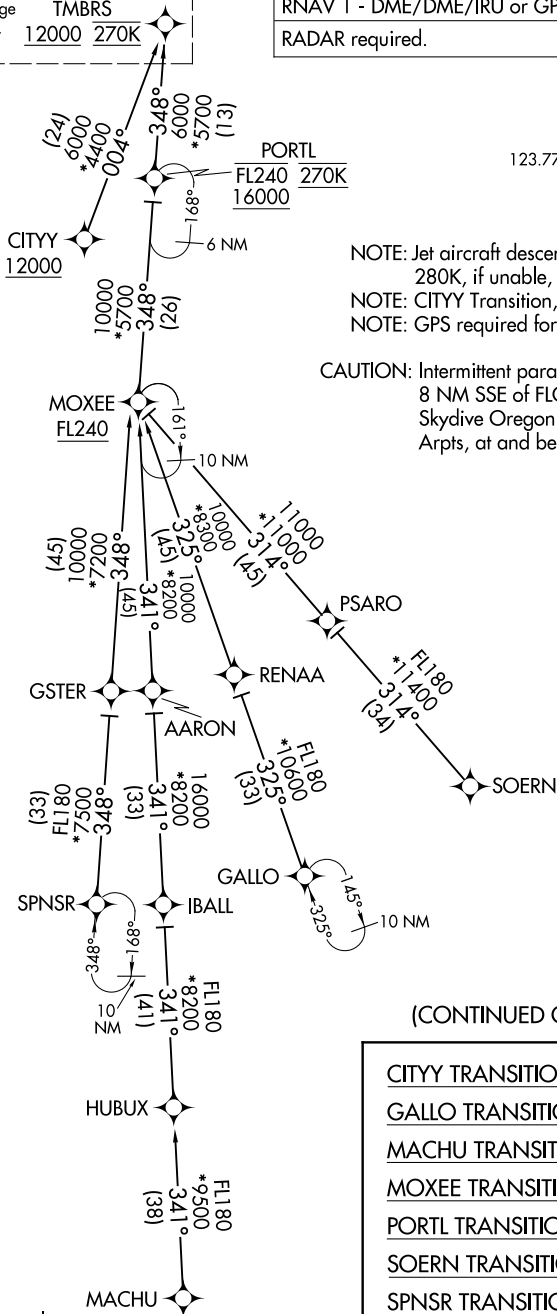 ge
TMBRS
12000 270K
RNAV 1 - DME/DME/IRU or GP
RADAR required.
348°
6000
*5700
(13)
(24)
6000
*4400
004°
PORTL
FL240 270K
16000
123.77
168°
6 NM
CITYY
12000
NOTE: Jet aircraft descen
280K, if unable,
NOTE: CITYY Transition,
NOTE: GPS required for
10000
*5700
348°
(26)
CAUTION: Intermittent para
8 NM SSE of FLO
Skydive Oregon
Arpts, at and be
MOXEE
FL240
161°
10 NM
(45)
10000
*7200
348°
10000
*8200
341°
(45)
10000
*8300
325°
(45)
11000
*11000
314°
(45)
PSARO
GSTER
AARON
RENAA
FL180
*11400
314°
(34)
SOERN
(33)
FL180
*7500
348°
16000
*8200
341°
(33)
FL180
*10600
325°
(33)
GALLO
145°
325°
10 NM
SPNSR
IBALL
348°
168°
10
NM
FL180
*8200
341°
(41)
(CONTINUED O
HUBUX
CITYY TRANSITIO
GALLO TRANSITIO
MACHU TRANSIT
MOXEE TRANSITI
PORTL TRANSITIO
SOERN TRANSITIO
SPNSR TRANSITIO
FL180
*9500
341°
(38)
MACHU